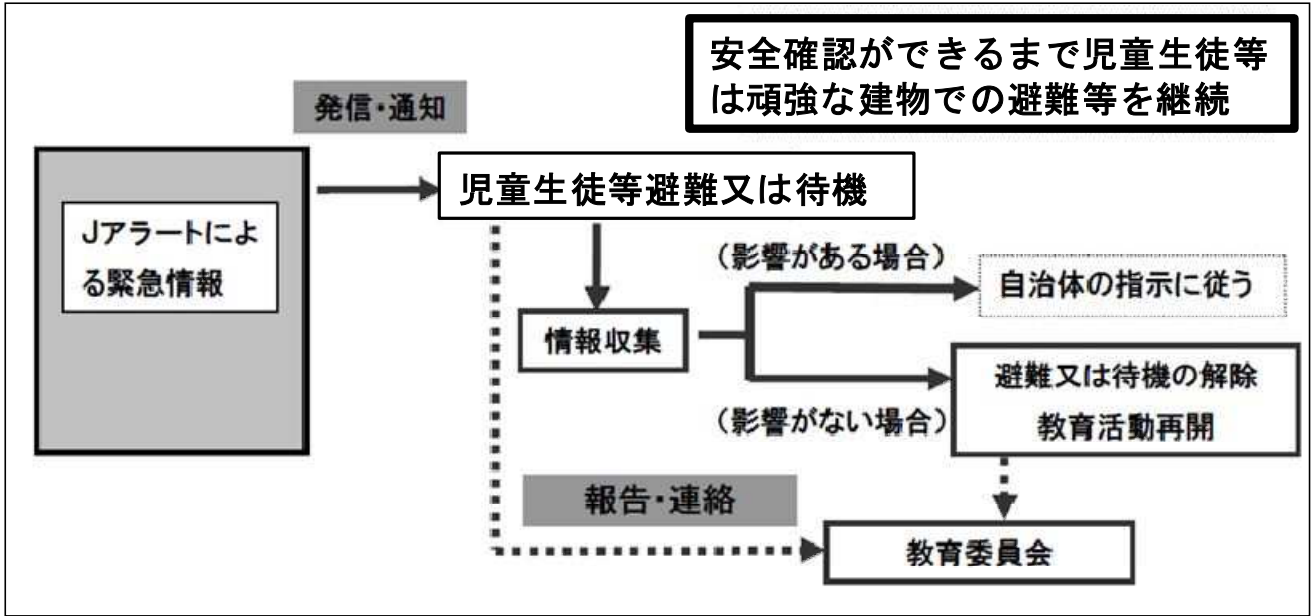 安全確認ができるまで児童生徒等
は頑強な建物での避難等を継続
発信・通知
児童生徒等避難又は待機
Jアラートによ
る緊急情報
(影響がある場合)
自治体の指示に従う
情報収集
避難又は待機の解除
教育活動再開
(影響がない場合)
報告・連絡
教育委員会